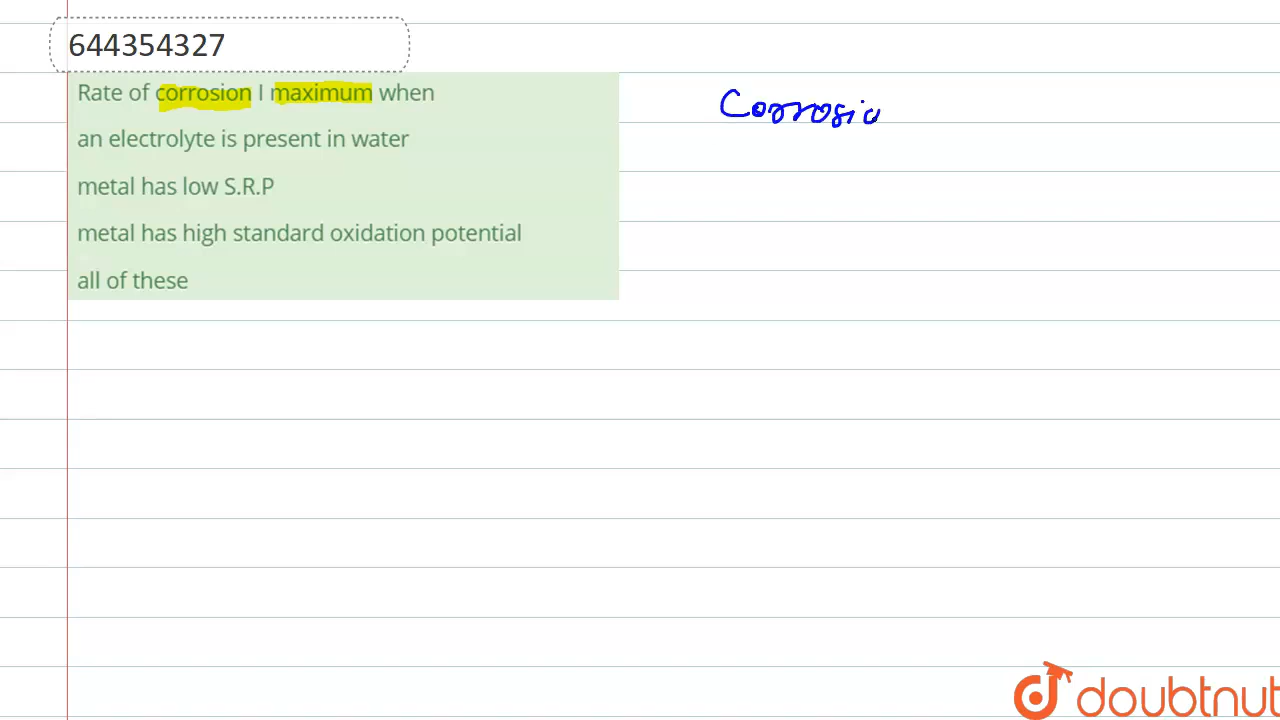 644354327
Rate of corrosion I maximum when
an electrolyte is present in water
metal has low S.R.P
metal has high standard oxidation potential
all of these
Corrosio
doubtnut